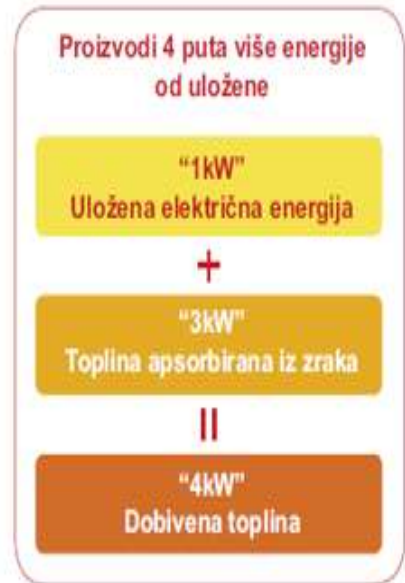 Proizvodi 4 puta više energije
od uložene
“1kW”
Uložena električna energija
+
“3kW”
Toplina apsorbirana iz zraka
=
“4kW”
Dobivena toplina